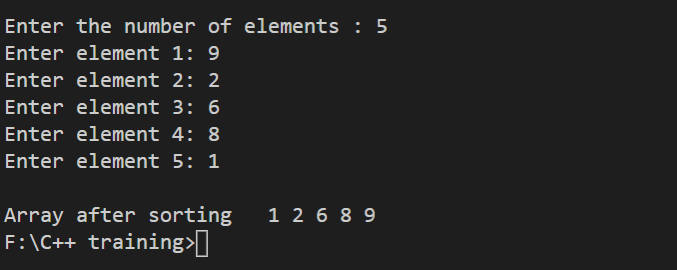 Enter the number of elements : 5
Enter element 1: 9
Enter element 2: 2
Enter element 3: 6
Enter element 4: 8
Enter element 5: 1
Array after sorting   1 2 6 8 9
F:\C++ training>